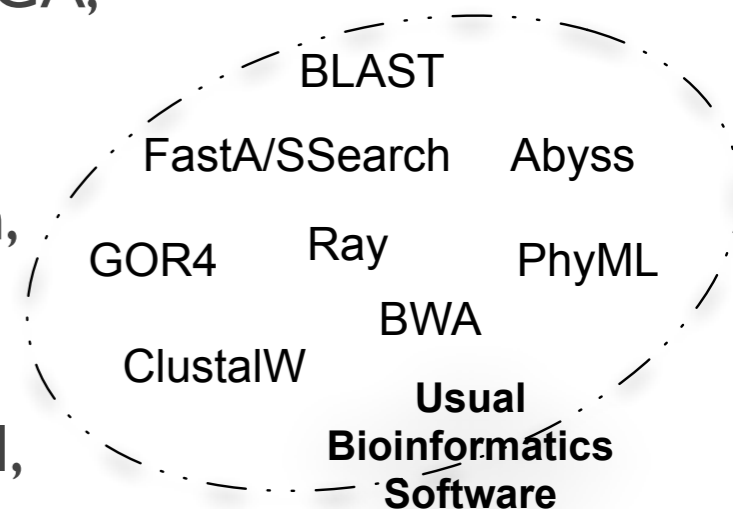 BLAST
FastA/SSearch Abyss
GOR4 Ray PhyML
BWA
ClustalW
Usual
Bioinformatics
Software